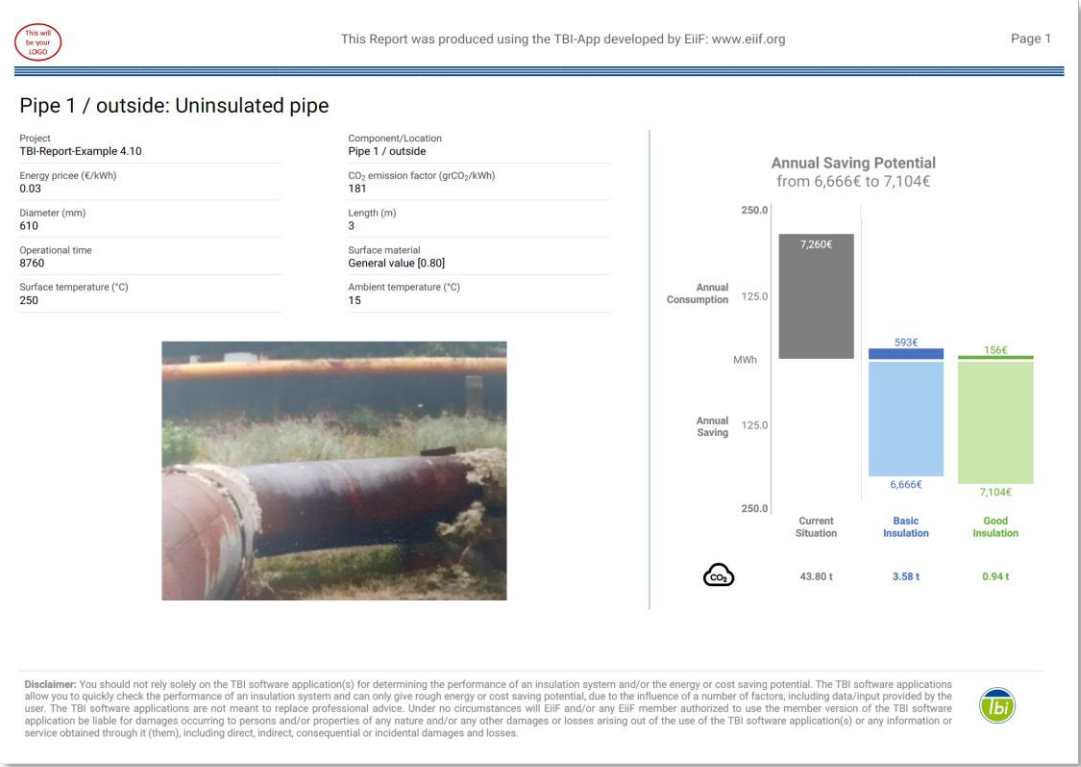 This will
be your
LOGO
This Report was produced using the TBI-App developed by EiiF: www.eiif.org
Page 1
Pipe 1 / outside: Uninsulated pipe
Project
TBI-Report-Example 4.10
Component/Location
Pipe 1 / outside
Energy pricee (€/kWh)
0.03
CO₂ emission factor (grCO₂/kWh)
181
Diameter (mm)
610
Length (m)
3
Operational time
8760
Surface material
General value [0.80]
Surface temperature (°C)
250
Ambient temperature (°C)
15
Annual Saving Potential
from 6,666€ to 7,104€
250.0
7,260€
Annual
Consumption
125.0
593€
156€
MWh
Annual
Saving
125.0
6,666€
7,104€
250.0
Current
Situation
Basic
Insulation
Good
Insulation
CO₂
43.80 t
3.58 t
0.94 t
Disclaimer: You should not rely solely on the TBI software application(s) for determining the performance of an insulation system and/or the energy or cost saving potential. The TBI software applications
allow you to quickly check the performance of an insulation system and can only give rough energy or cost saving potential, due to the influence of a number of factors, including data/input provided by the
user. The TBI software applications are not meant to replace professional advice. Under no circumstances will EiiF and/or any EiiF member authorized to use the member version of the TBI software
application be liable for damages occurring to persons and/or properties of any nature and/or any other damages or losses arising out of the use of the TBI software application(s) or any information or
service obtained through it (them), including direct, indirect, consequential or incidental damages and losses.
tbi